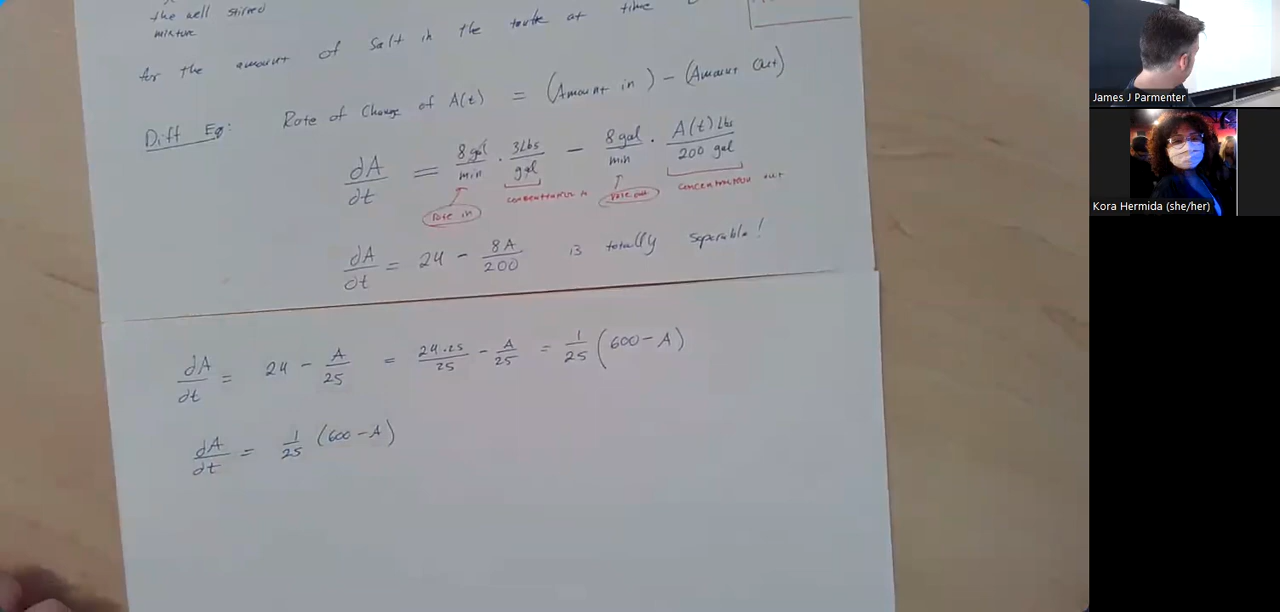 the well stirred
mixture
for the amount of salt in the tank at time
Diff Eq: Rate of Change of A(t) = (Amount in) - (Amount Out)
dA/dt = 8 gal/min · 3 Lbs/gal - 8 gal/min · A(t) Lbs/200 gal
rate in concentration rate out concentration out
dA/dt = 24 - 8A/200 is totally seperable!
dA/dt = 24 - A/25 = 24·25/25 - A/25 = 1/25 (600 - A)
dA/dt = 1/25 (600 - A)
James J Parmenter
Kora Hermida (she/her)